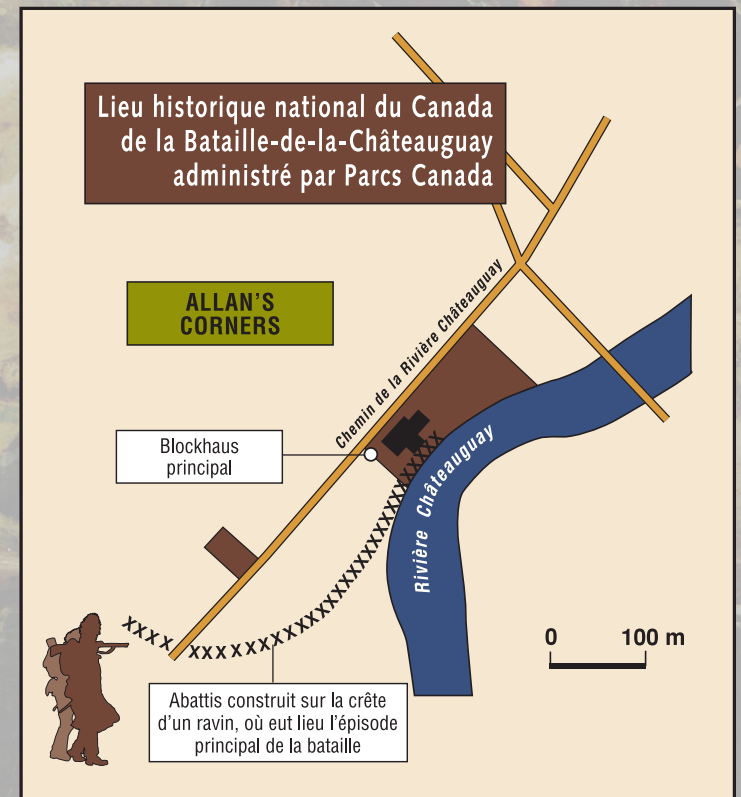 Lieu historique national du Canada
de la Bataille-de-la-Châteauguay
administré par Parcs Canada
ALLAN'S
CORNERS
Chemin de la Rivière Châteauguay
Blockhaus
principal
Rivière Châteauguay
XXXX XXXXXXXXXXXXXXXXXXXXXXXXXXXXXXX
0 100 m
Abattis construit sur la crête
d'un ravin, où eut lieu l'épisode
principal de la bataille